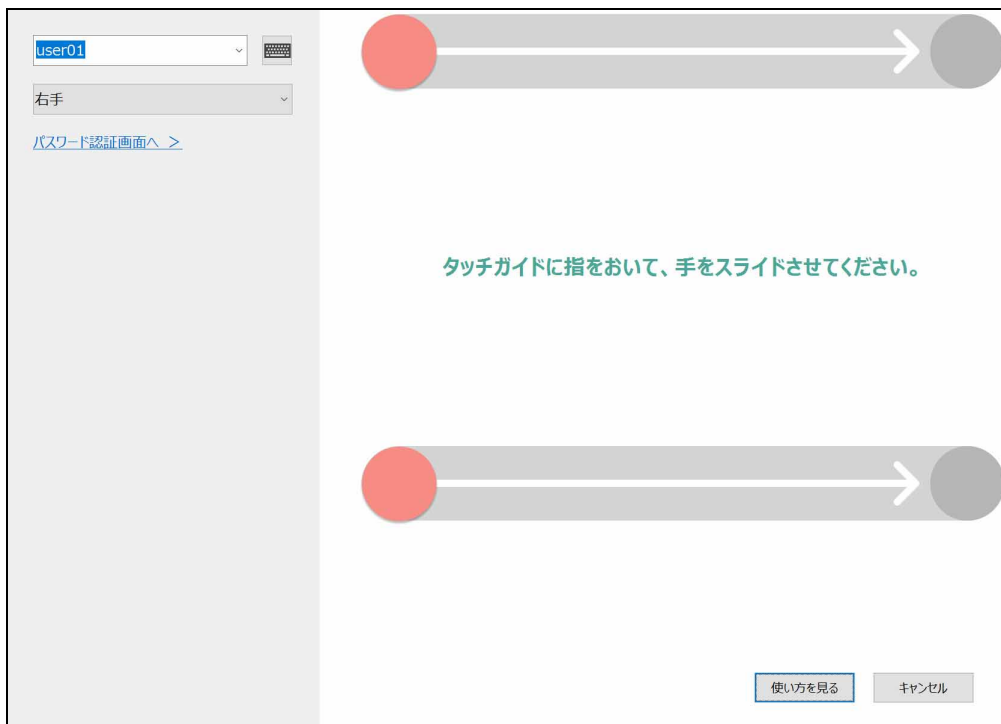 user01
右手
パスワード認証画面へ ＞
タッチガイドに指をおいて、手をスライドさせてください。
使い方を見る
キャンセル